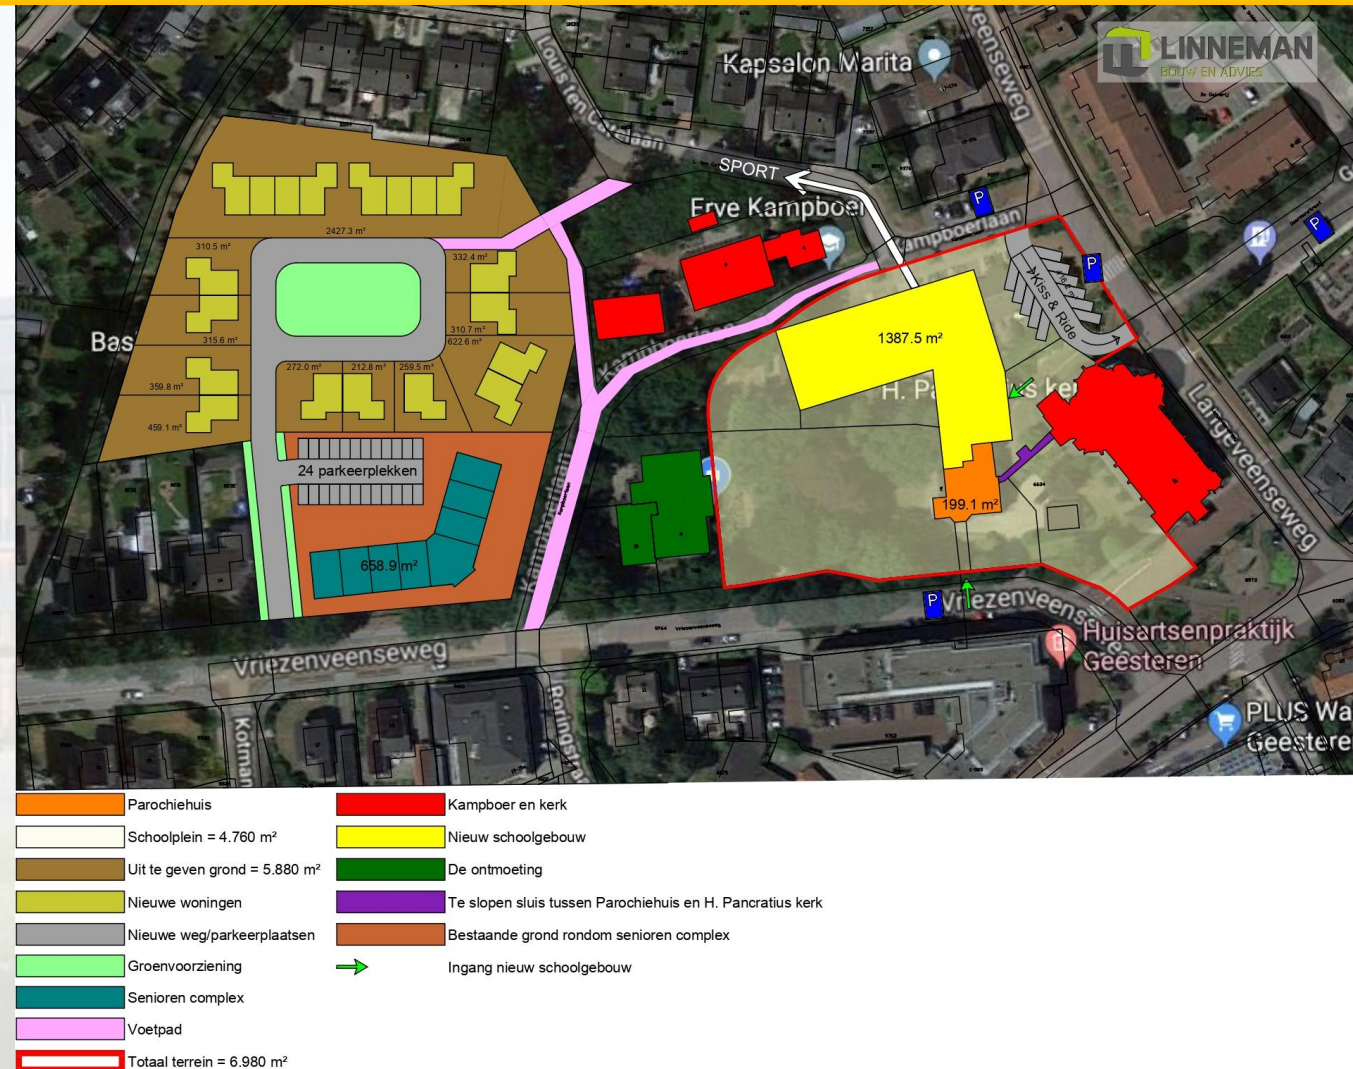 LINNEMAN
BOUW EN ADVIES
Kapsalon Marita
SPORT
Erve Kampboer
P
P
P
Kiss & Ride
2427.3 m²
310.5 m²
332.4 m²
315.6 m²
310.7 m²
622.6 m²
272.0 m²
212.8 m²
259.5 m²
359.8 m²
459.1 m²
Bas
1387.5 m²
H. Pa
s ke
24 parkeerplekken
199.1 m²
658.9 m²
Langeveenseweg
P
Vriezenveens
Vriezenveenseweg
Huisartsenpraktijk
Geesteren
PLUS Wa
Geestere
Kotman
Parochiehuis
Kampboer en kerk
Schoolplein = 4.760 m²
Nieuw schoolgebouw
Uit te geven grond = 5.880 m²
De ontmoeting
Nieuwe woningen
Te slopen sluis tussen Parochiehuis en H. Pancratius kerk
Nieuwe weg/parkeerplaatsen
Bestaande grond rondom senioren complex
Groenvoorziening
Ingang nieuw schoolgebouw
Senioren complex
Voetpad
Totaal terrein = 6.980 m²